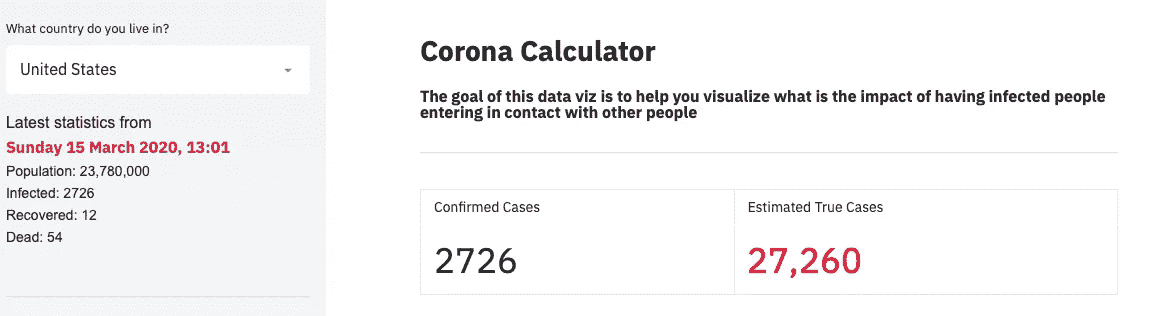 What country do you live in?
United States
Latest statistics from
Sunday 15 March 2020, 13:01
Population: 23,780,000
Infected: 2726
Recovered: 12
Dead: 54
Corona Calculator
The goal of this data viz is to help you visualize what is the impact of having infected people
entering in contact with other people
Confirmed Cases
2726
Estimated True Cases
27,260